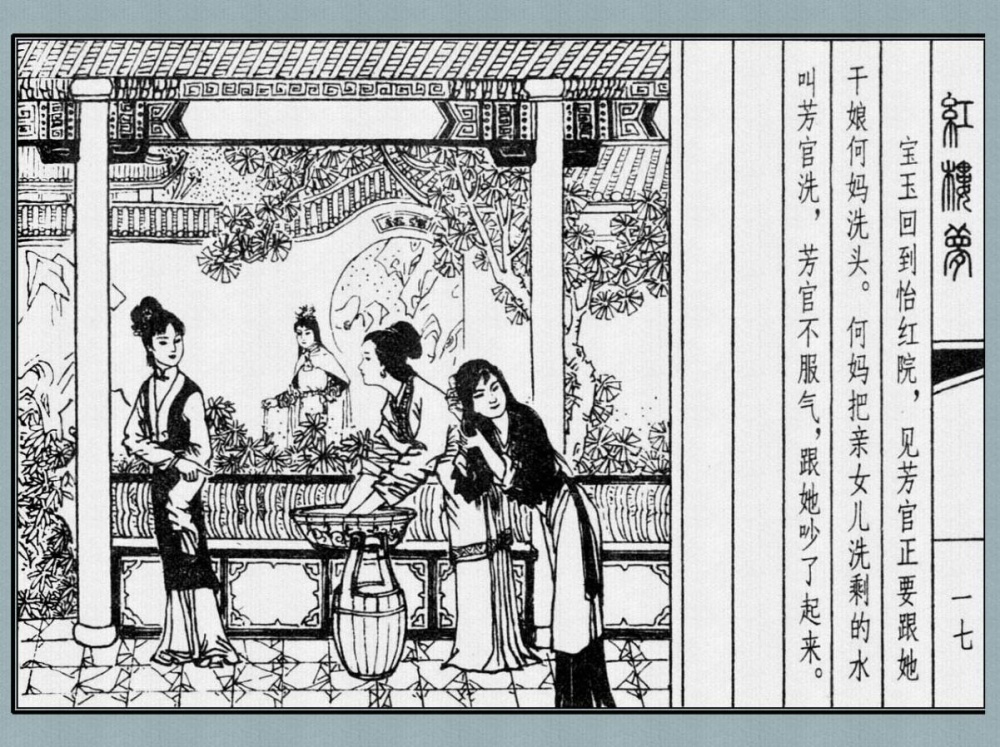 紅樓夢
一七
宝玉回到怡红院，见芳官正要跟她
干娘何妈洗头。何妈把亲女儿洗剩的水
叫芳官洗，芳官不服气，跟她吵了起来。